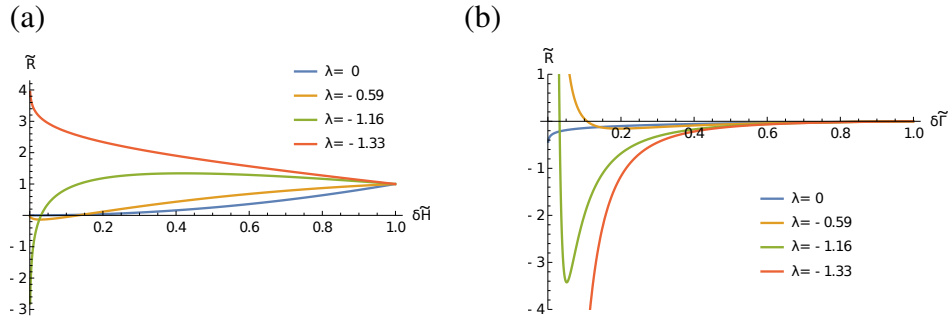 (a)
R̃
4
3
2
1
0
- 1
- 2
- 3
0.2 0.4 0.6 0.8 1.0
δH̃
λ= 0
λ= - 0.59
λ= - 1.16
λ= - 1.33
(b)
R̃
1
- 1
- 2
- 3
- 4
0.2 0.4 0.6 0.8 1.0
δΓ̃
λ= 0
λ= - 0.59
λ= - 1.16
λ= - 1.33